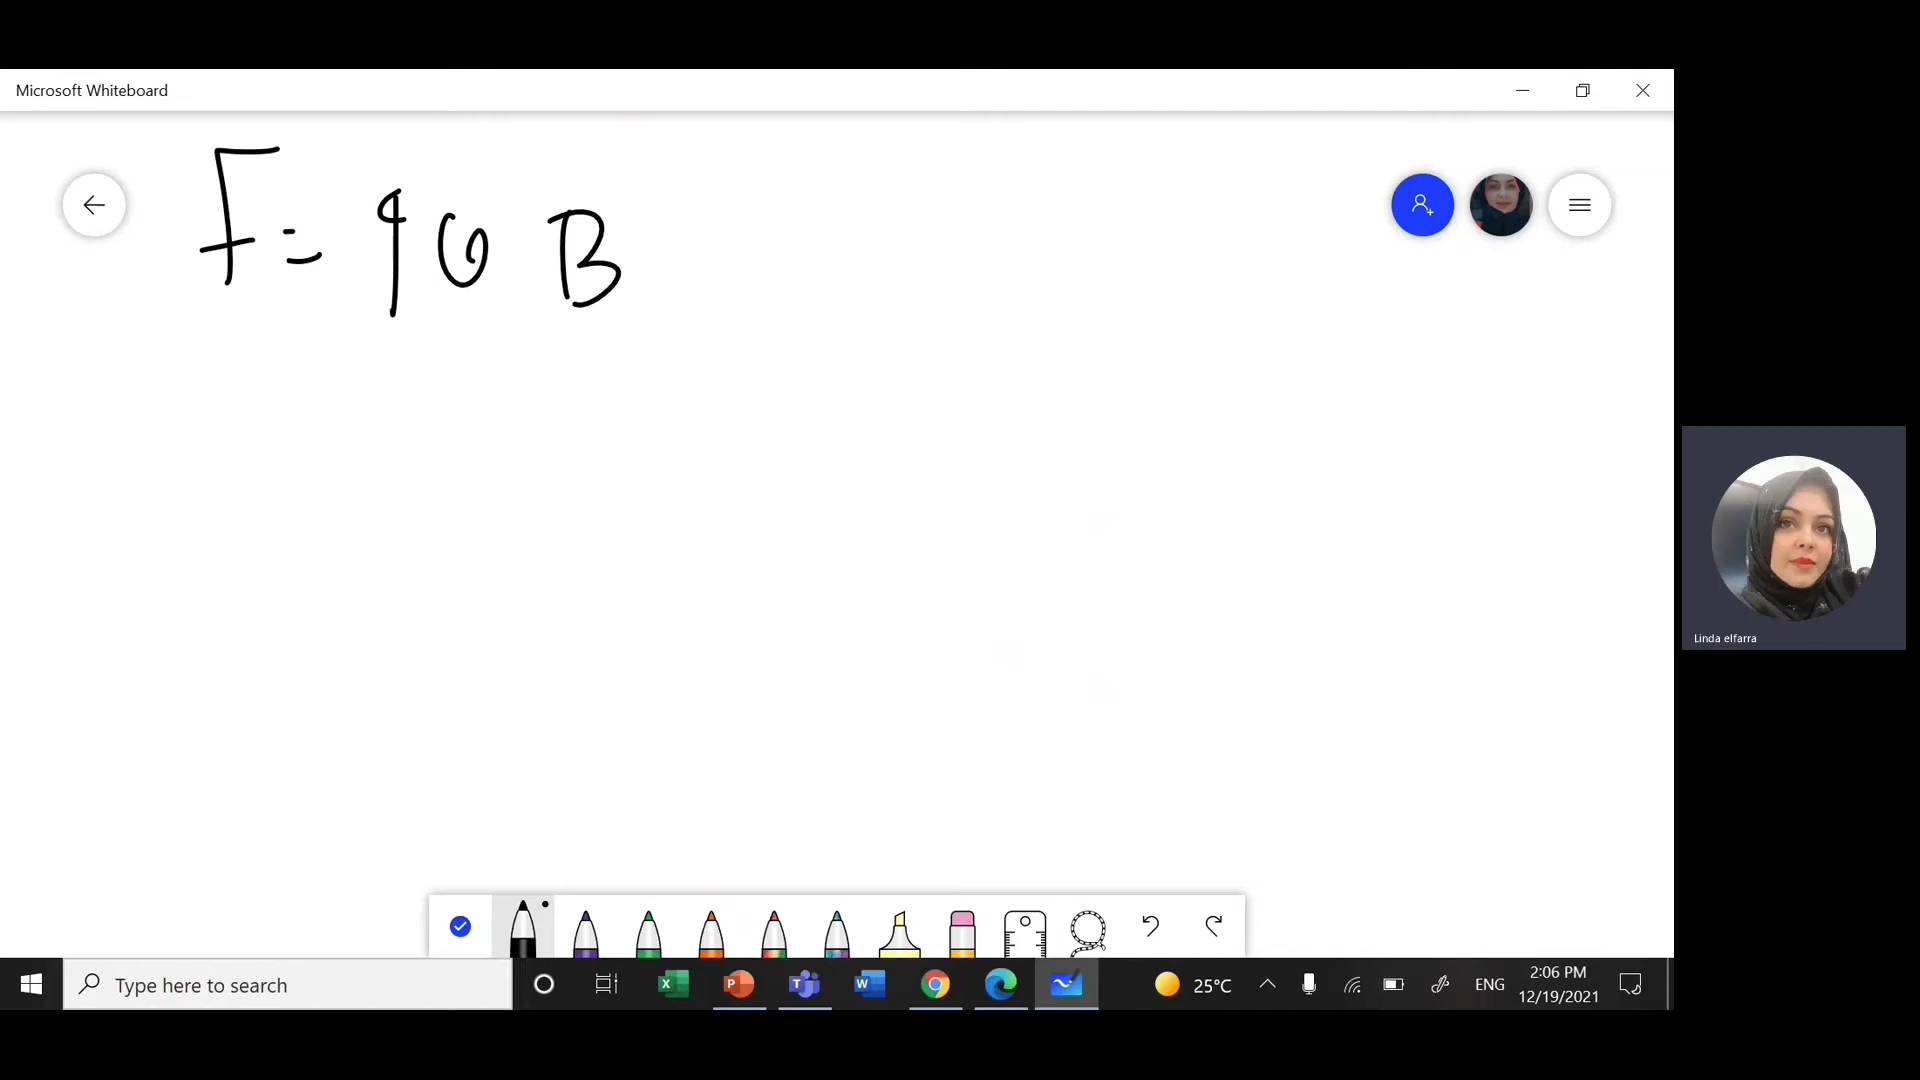 Microsoft Whiteboard
F = q v B
Linda elfarra
Type here to search
25°C
ENG
2:06 PM
12/19/2021